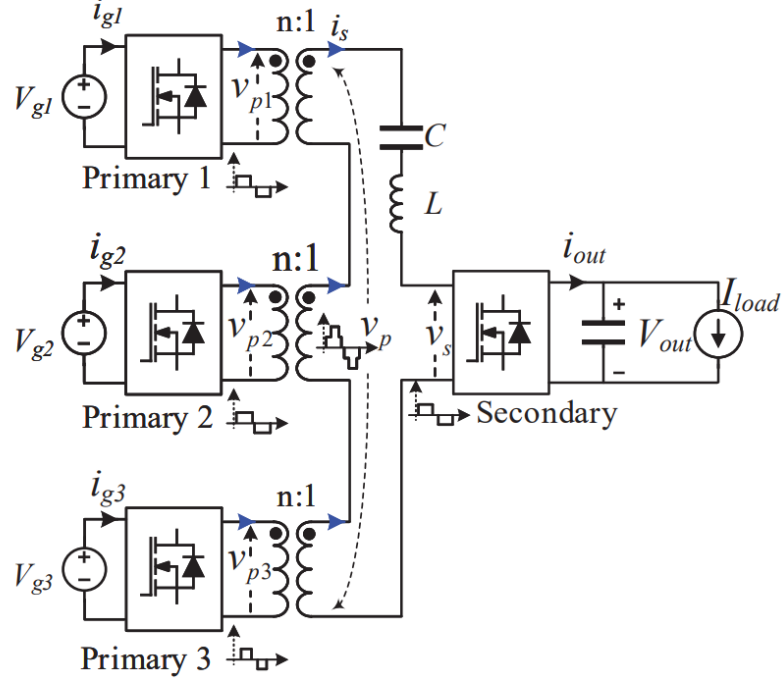 i_g1
n:1
i_s
+
−
V_g1
v_p1
C
Primary 1
L
i_g2
n:1
i_out
+
−
V_g2
v_p2
v_p
v_s
+
−
V_out
I_load
Primary 2
Secondary
i_g3
n:1
+
−
V_g3
v_p3
Primary 3